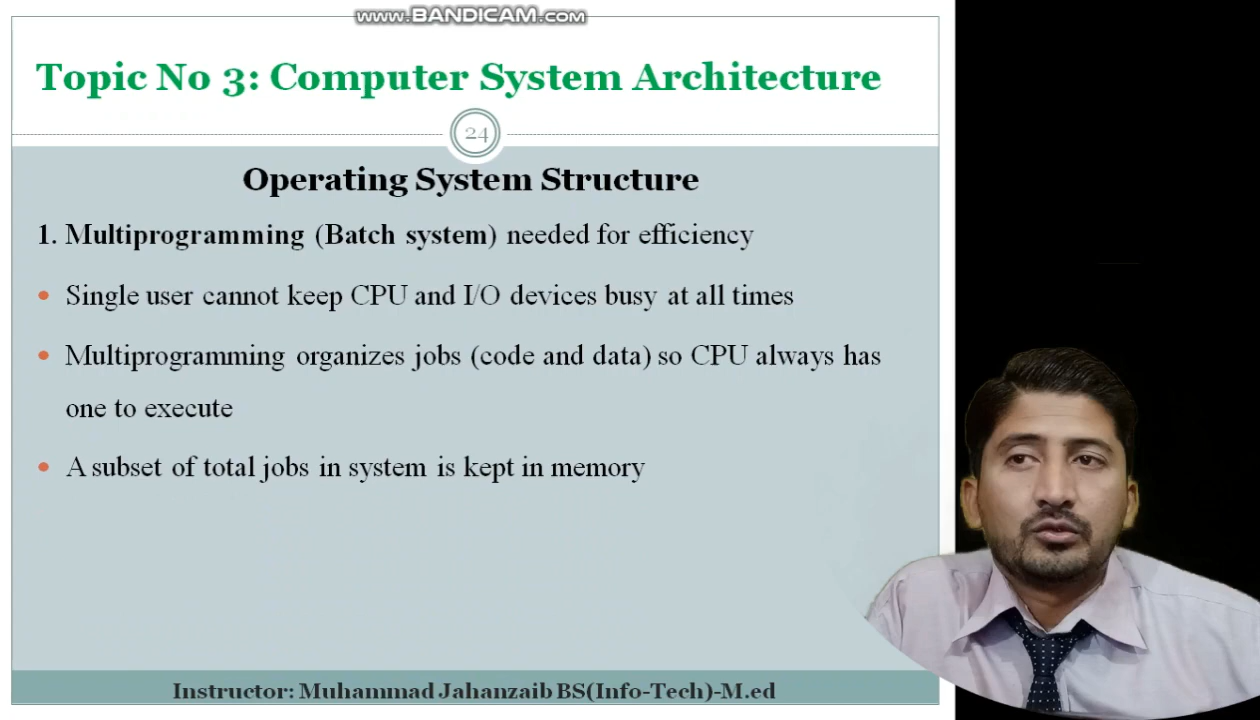 www.BANDICAM.com
Topic No 3: Computer System Architecture
24
Operating System Structure
1. Multiprogramming (Batch system) needed for efficiency
• Single user cannot keep CPU and I/O devices busy at all times
• Multiprogramming organizes jobs (code and data) so CPU always has
one to execute
• A subset of total jobs in system is kept in memory
Instructor: Muhammad Jahanzaib BS(Info-Tech)-M.ed